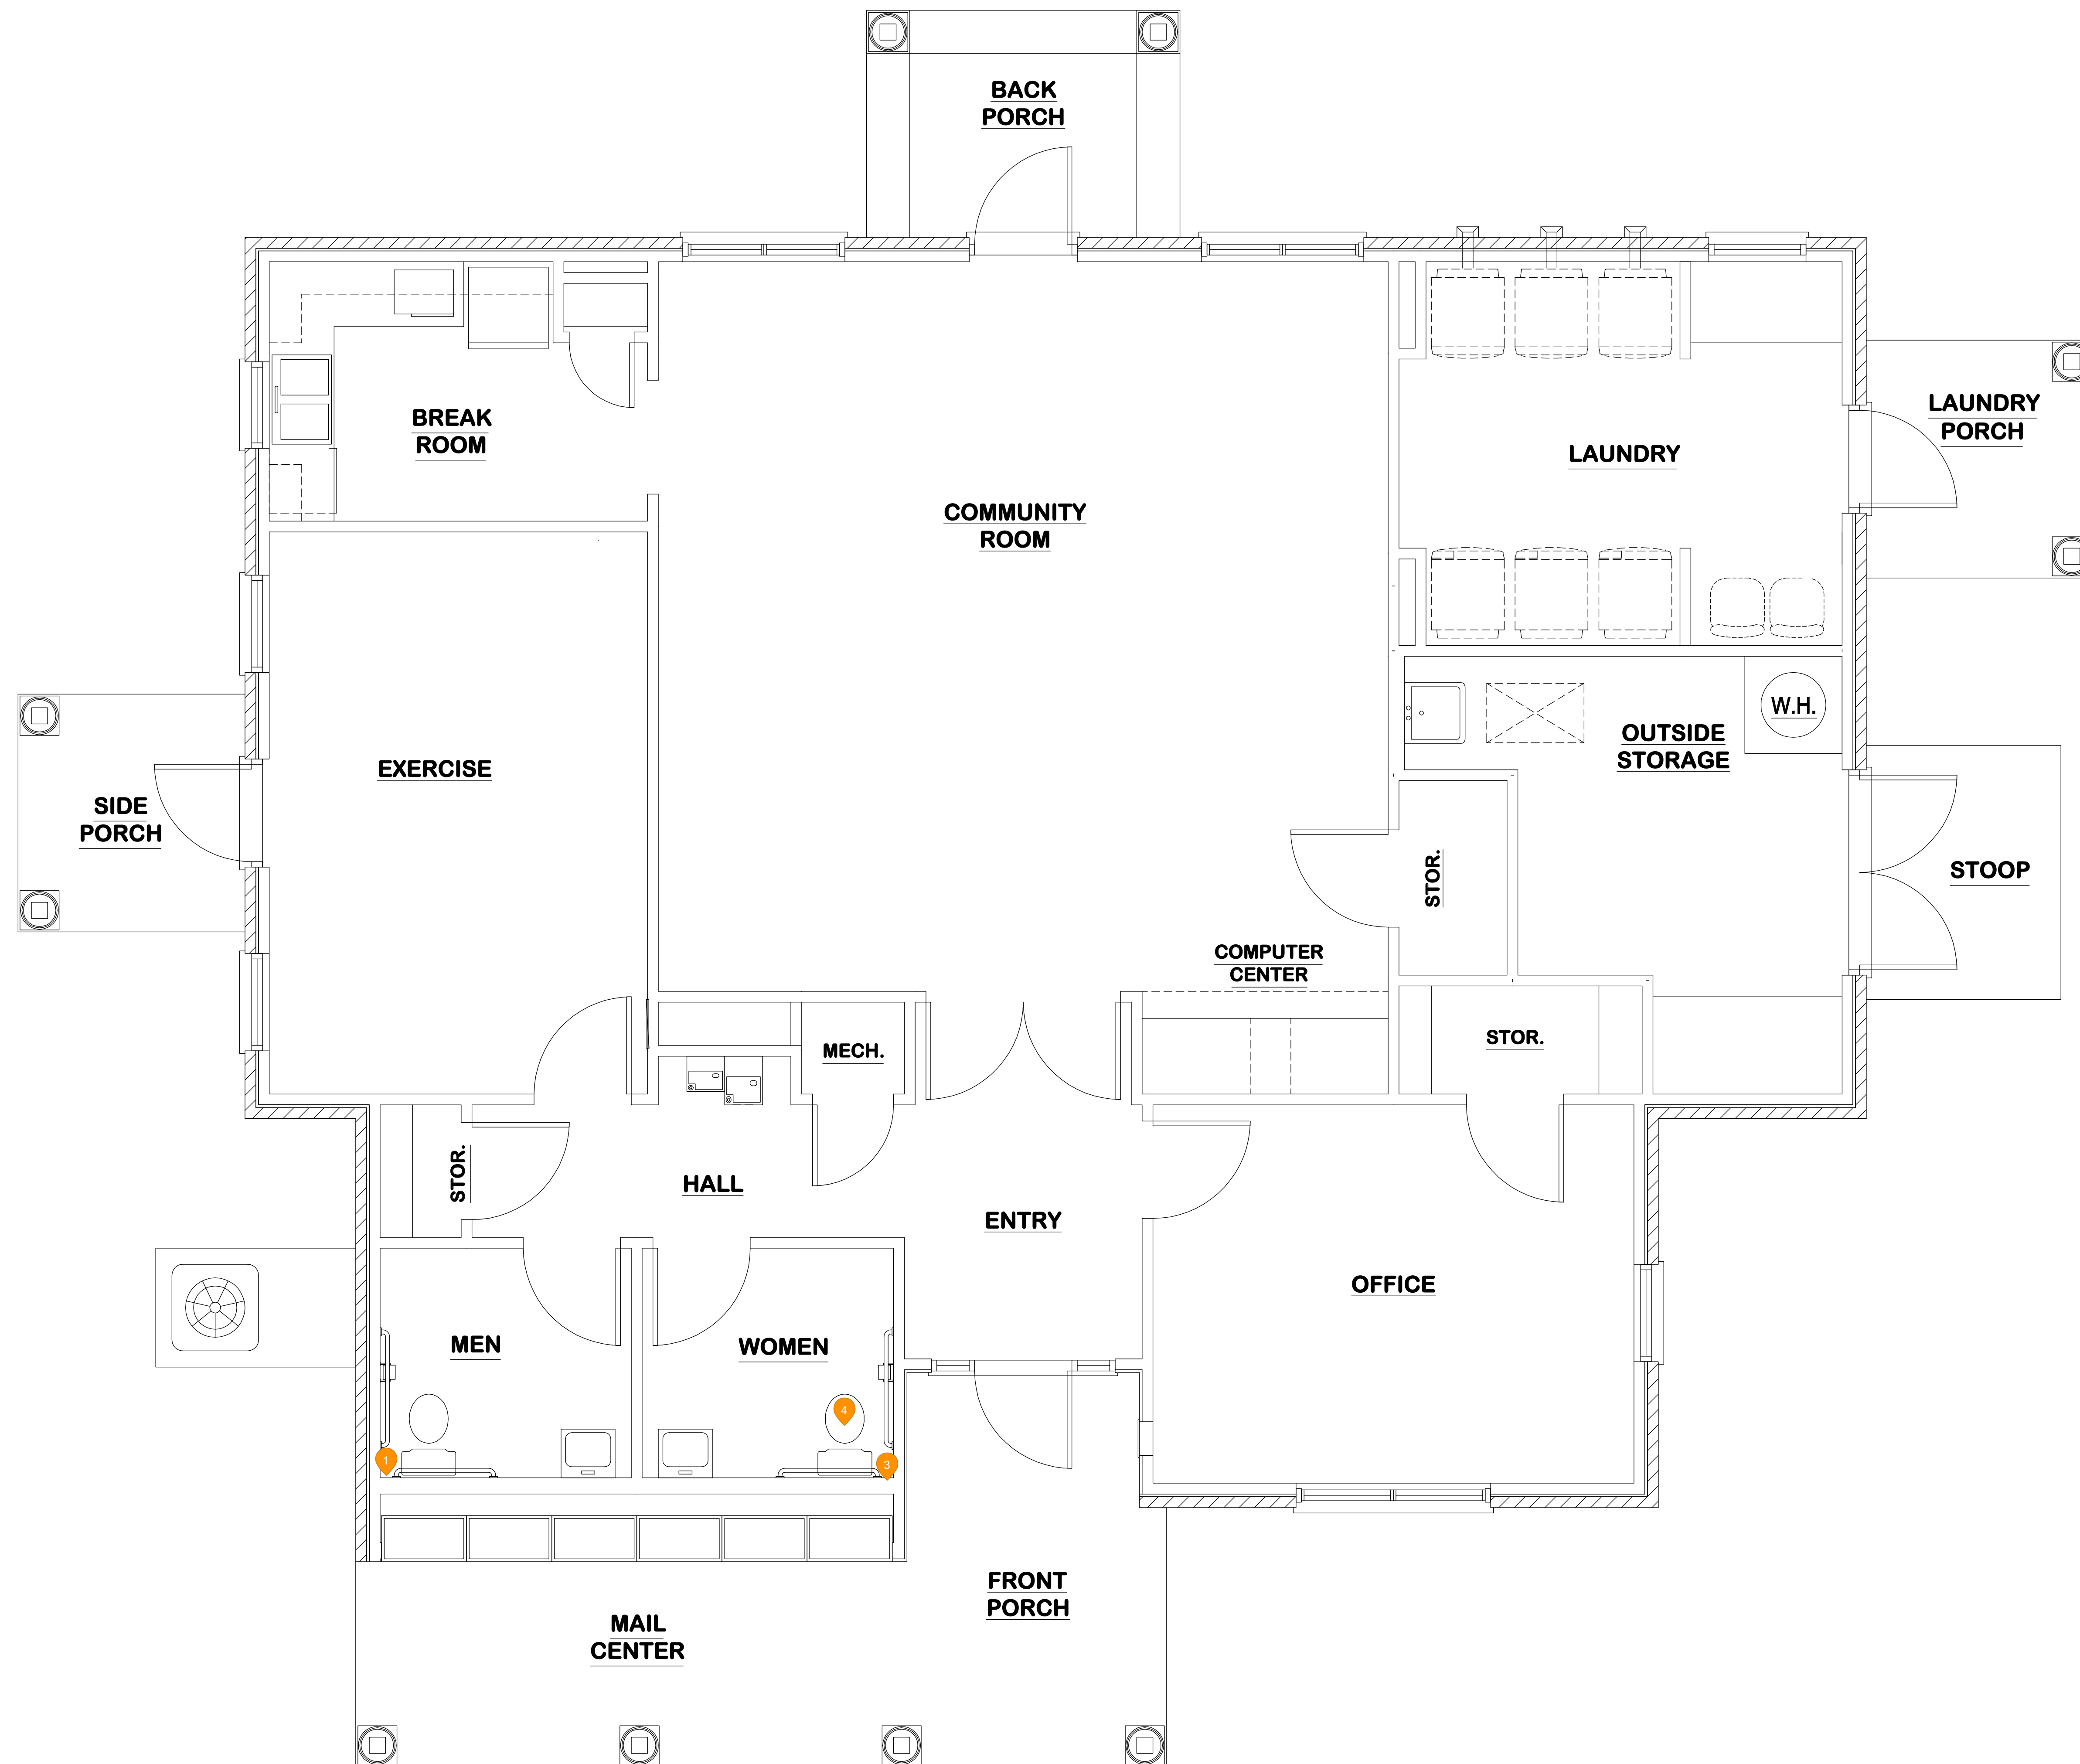 BACK
PORCH
BREAK
ROOM
COMMUNITY
ROOM
LAUNDRY
LAUNDRY
PORCH
W.H.
OUTSIDE
STORAGE
EXERCISE
SIDE
PORCH
STOR.
STOOP
COMPUTER
CENTER
MECH.
STOR.
STOR.
HALL
ENTRY
OFFICE
MEN
WOMEN
4
1
3
FRONT
PORCH
MAIL
CENTER